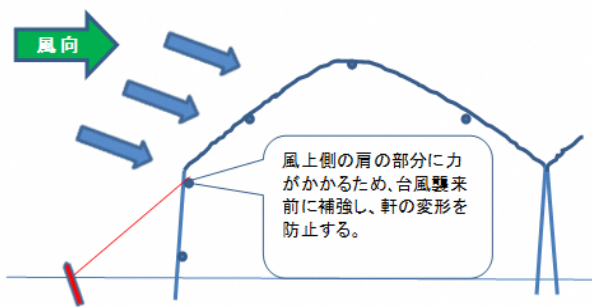 風向
風上側の肩の部分に力
がかかるため、台風襲来
前に補強し、軒の変形を
防止する。